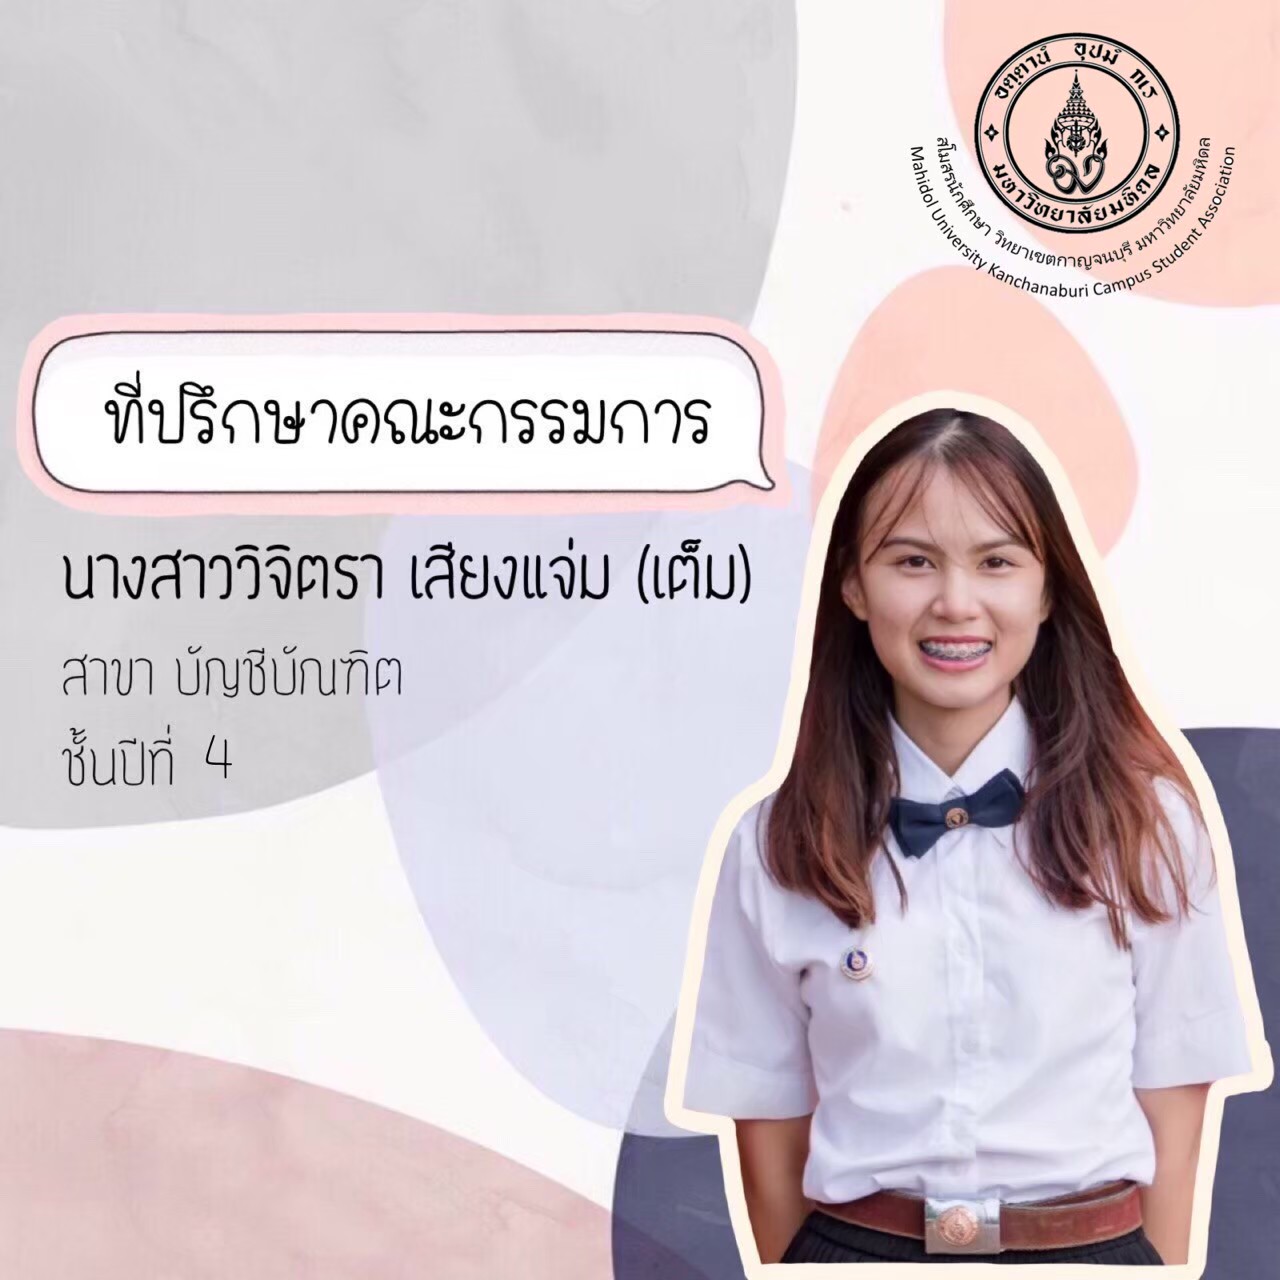 อตฺตานํ อุปมํ กเร
มหาวิทยาลัยมหิดล
สโมสรนักศึกษา วิทยาเขตกาญจนบุรี มหาวิทยาลัยมหิดล
Mahidol University Kanchanaburi Campus Student Association
ที่ปรึกษาคณะกรรมการ
นางสาววิจิตรา เสียงแจ่ม (เต็ม)
สาขา บัญชีบัณฑิต
ชั้นปีที่ 4